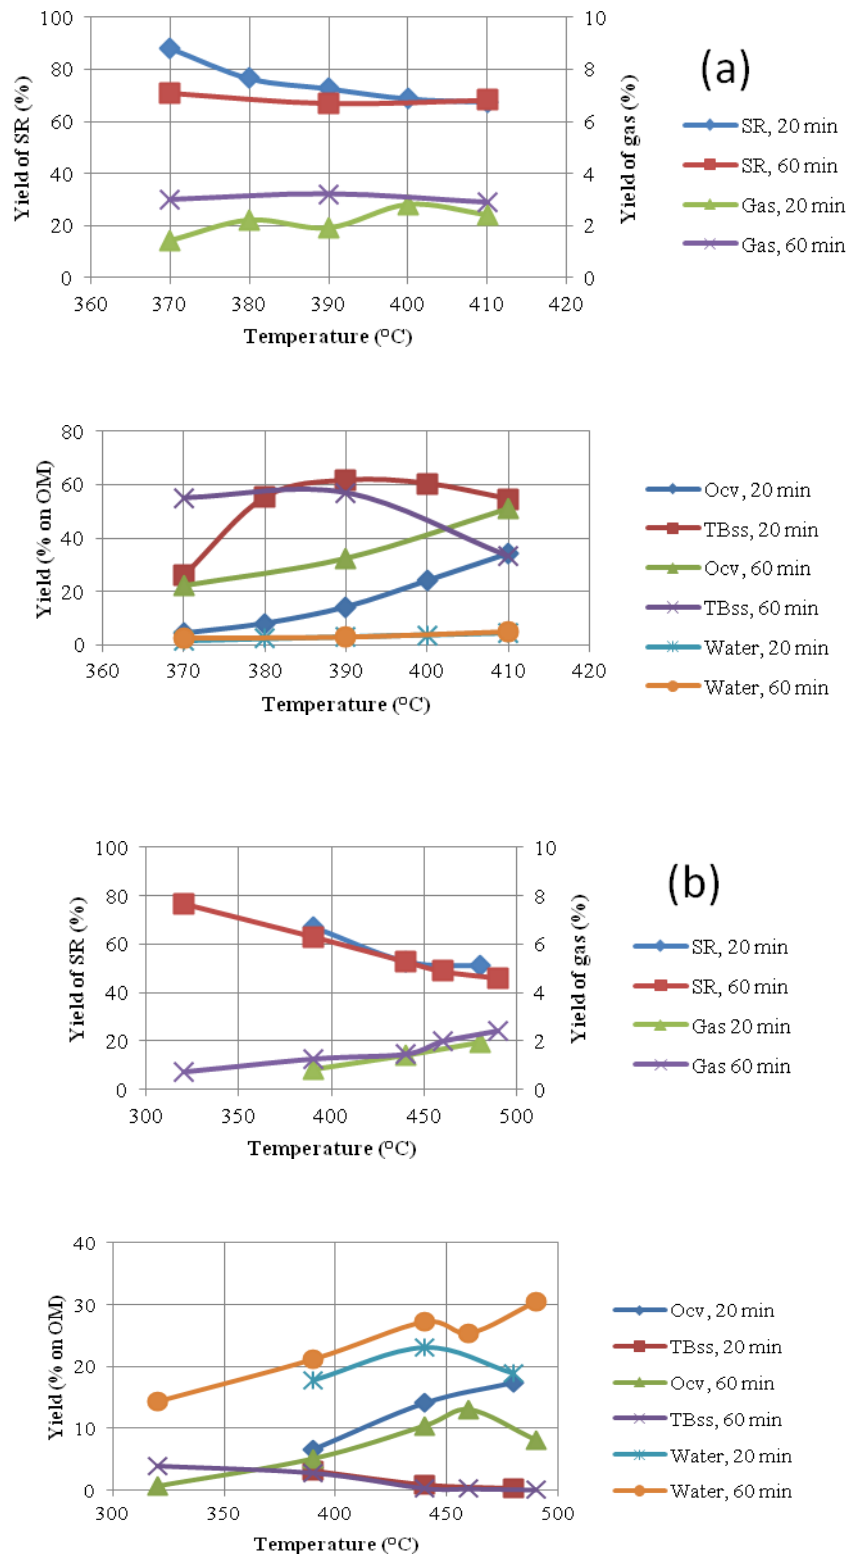 (a)
Yield of SR (%)
100
80
60
40
20
0
10
8
6
4
2
0
Yield of gas (%)
360 370 380 390 400 410 420
Temperature (°C)
SR, 20 min
SR, 60 min
Gas, 20 min
Gas, 60 min
Yield (% on OM)
80
60
40
20
0
360 370 380 390 400 410 420
Temperature (°C)
Ocv, 20 min
TBss, 20 min
Ocv, 60 min
TBss, 60 min
Water, 20 min
Water, 60 min
(b)
Yield of SR (%)
100
80
60
40
20
0
10
8
6
4
2
0
Yield of gas (%)
300 350 400 450 500
Temperature (°C)
SR, 20 min
SR, 60 min
Gas 20 min
Gas 60 min
Yield (% on OM)
40
30
20
10
0
300 350 400 450 500
Temperature (°C)
Ocv, 20 min
TBss, 20 min
Ocv, 60 min
TBss, 60 min
Water, 20 min
Water, 60 min